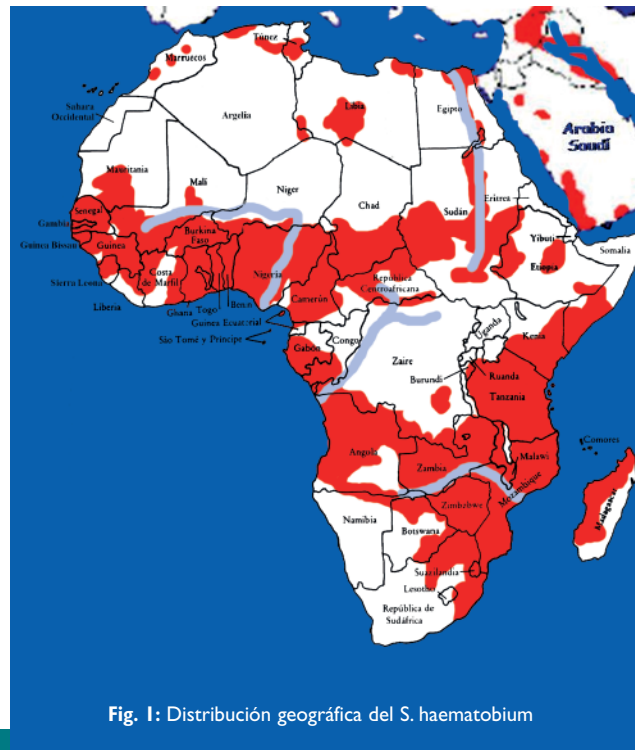 Túnez
Marruecos
Sahara
Occidental
Argelia
Libia
Egipto
Arabia
Saudí
Mauritania
Malí
Niger
Chad
Sudán
Eritrea
Senegal
Gambia
Guinea Bissau
Guinea
Burkina
Faso
Yibuti
Somalia
Etiopia
Sierra Leona
Costa
de Marfil
Nigeria
República
Centroafricana
Liberia
Ghana
Togo
Benin
Camerún
Guinea Ecuatorial
São Tomé y Príncipe
Gabón
Congo
Uganda
Kenia
Zaire
Burundi
Ruanda
Tanzania
Comores
Angola
Zambia
Malawi
Mozambique
Madagascar
Zimbabwe
Namibia
Botswana
Suazilandia
Lesotho
República de
Sudáfrica
Fig. 1: Distribución geográfica del S. haematobium